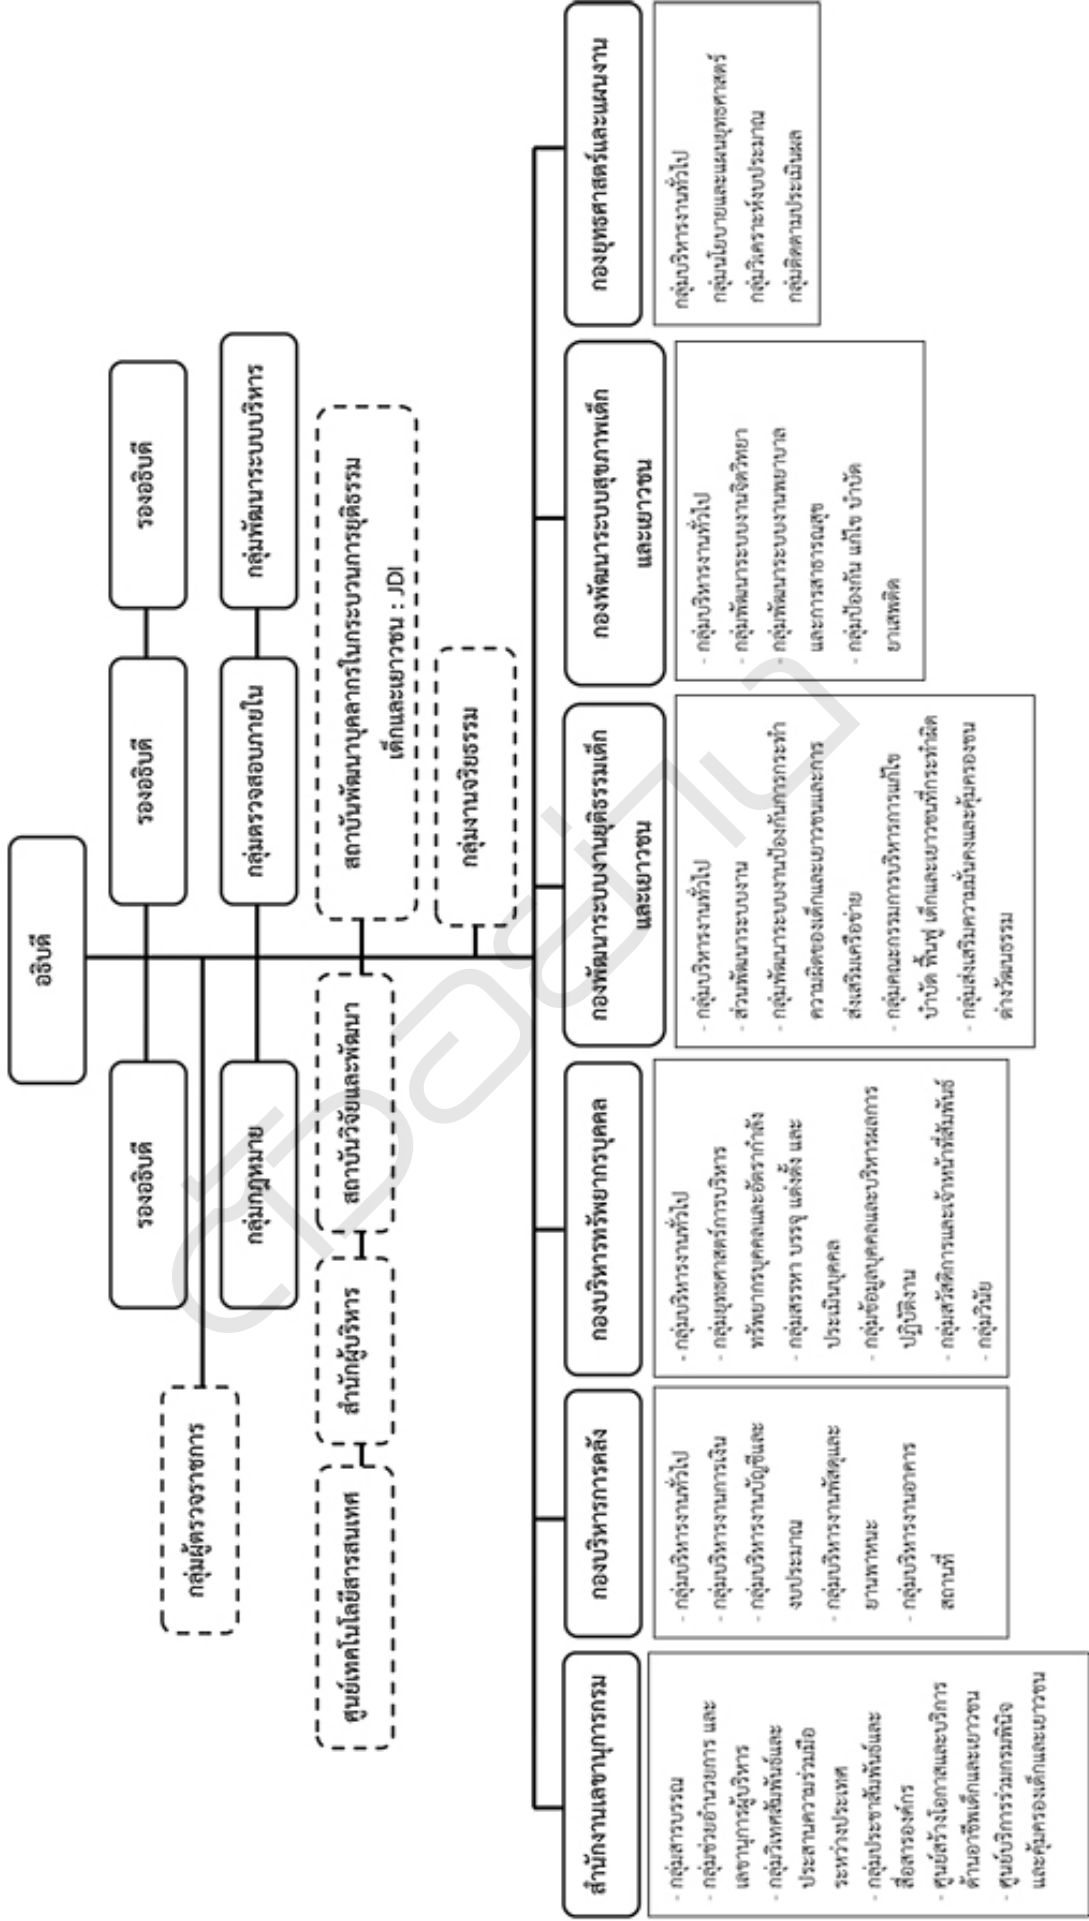 อธิบดี
รองอธิบดี
รองอธิบดี
รองอธิบดี
กลุ่มผู้ตรวจราชการ
กลุ่มกฎหมาย
กลุ่มตรวจสอบภายใน
กลุ่มพัฒนาระบบบริหาร
ศูนย์เทคโนโลยีสารสนเทศ
สำนักผู้บริหาร
สถาบันวิจัยและพัฒนา
สถาบันพัฒนาบุคลากรในกระบวนการยุติธรรม
เด็กและเยาวชน : JDI
กลุ่มงานจริยธรรม
สำนักงานเลขานุการกรม
- กลุ่มสารบรรณ
- กลุ่มช่วยอำนวยการ และ
เลขานุการผู้บริหาร
- กลุ่มวิเทศสัมพันธ์และ
ประสานความร่วมมือ
ระหว่างประเทศ
- กลุ่มประชาสัมพันธ์และ
สื่อสารองค์กร
- ศูนย์สร้างโอกาสและบริการ
ด้านอาชีพเด็กและเยาวชน
- ศูนย์บริการร่วมกรมพินิจ
และคุ้มครองเด็กและเยาวชน
กองบริหารการคลัง
- กลุ่มบริหารงานทั่วไป
- กลุ่มบริหารงานการเงิน
- กลุ่มบริหารงานบัญชีและ
งบประมาณ
- กลุ่มบริหารงานพัสดุและ
ยานพาหนะ
- กลุ่มบริหารงานอาคาร
สถานที่
กองบริหารทรัพยากรบุคคล
- กลุ่มบริหารงานทั่วไป
- กลุ่มยุทธศาสตร์การบริหาร
ทรัพยากรบุคคลและอัตรากำลัง
- กลุ่มสรรหา บรรจุ แต่งตั้ง และ
ประเมินบุคคล
- กลุ่มข้อมูลบุคคลและบริหารผลการ
ปฏิบัติงาน
- กลุ่มสวัสดิการและเจ้าหน้าที่สัมพันธ์
- กลุ่มวินัย
กองพัฒนาระบบงานยุติธรรมเด็ก
และเยาวชน
- กลุ่มบริหารงานทั่วไป
- ส่วนพัฒนาระบบงาน
- กลุ่มพัฒนาระบบงานป้องกันการกระทำ
ความผิดของเด็กและเยาวชนและการ
ส่งเสริมเครือข่าย
- กลุ่มคณะกรรมการบริหารการแก้ไข
บำบัด ฟื้นฟู เด็กและเยาวชนที่กระทำผิด
- กลุ่มส่งเสริมความมั่นคงและคุ้มครองชน
ต่างวัฒนธรรม
กองพัฒนาระบบสุขภาพเด็ก
และเยาวชน
- กลุ่มบริหารงานทั่วไป
- กลุ่มพัฒนาระบบงานจิตวิทยา
- กลุ่มพัฒนาระบบงานพยาบาล
และการสาธารณสุข
- กลุ่มป้องกัน แก้ไข บำบัด
ยาเสพติด
กองยุทธศาสตร์และแผนงาน
กลุ่มบริหารงานทั่วไป
กลุ่มนโยบายและแผนยุทธศาสตร์
กลุ่มวิเคราะห์งบประมาณ
กลุ่มติดตามประเมินผล
ตัวอย่าง